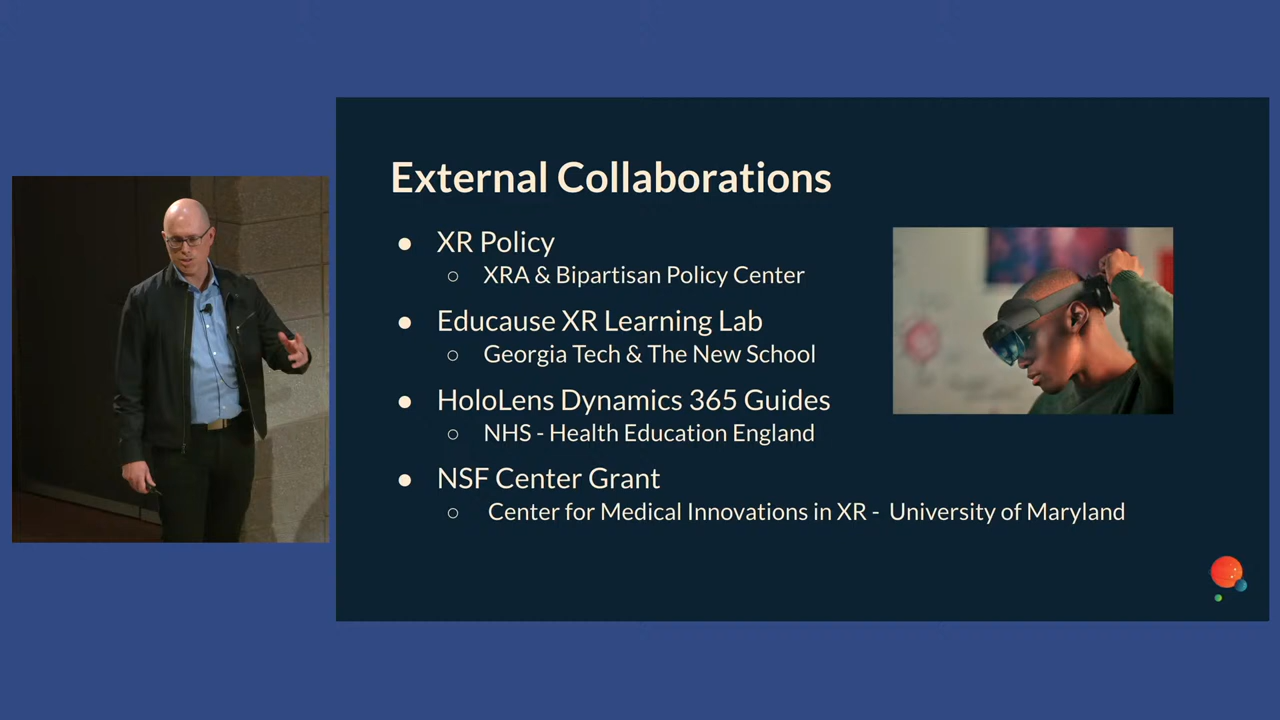 External Collaborations
● XR Policy
○ XRA & Bipartisan Policy Center
● Educause XR Learning Lab
○ Georgia Tech & The New School
● HoloLens Dynamics 365 Guides
○ NHS - Health Education England
● NSF Center Grant
○ Center for Medical Innovations in XR - University of Maryland